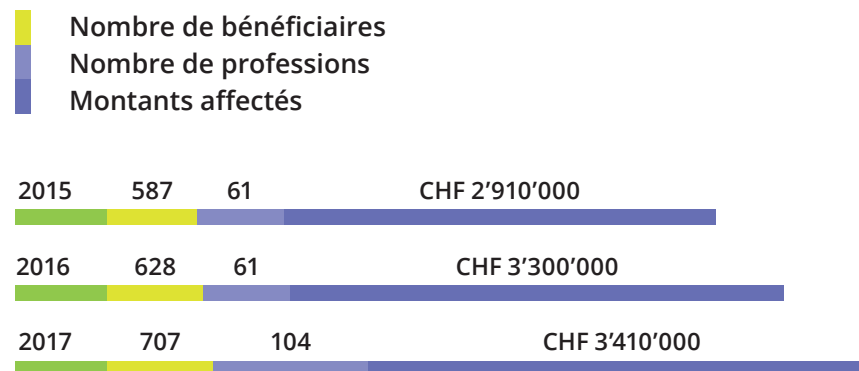 Nombre de bénéficiaires
Nombre de professions
Montants affectés
2015 587 61 CHF 2’910’000
2016 628 61 CHF 3’300’000
2017 707 104 CHF 3’410’000